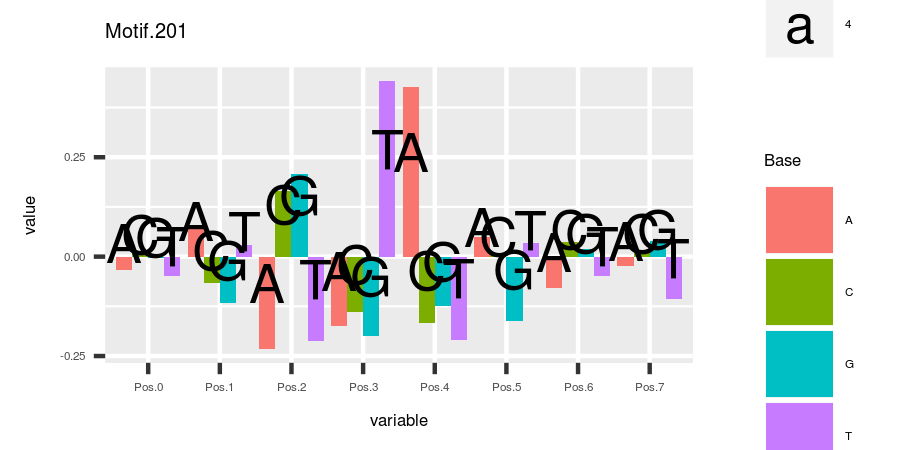 Motif.201
a 4
value
0.25
0.00
-0.25
A C G T A C G T A C G T A C G T A C G T A C G T A C G T A C G T
Pos.0 Pos.1 Pos.2 Pos.3 Pos.4 Pos.5 Pos.6 Pos.7
variable
Base
A
C
G
T